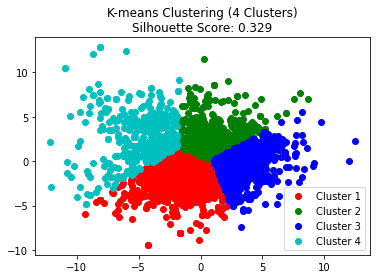 K-means Clustering (4 Clusters)
Silhouette Score: 0.329
10
5
0
−5
−10
−10
−5
0
5
10
Cluster 1
Cluster 2
Cluster 3
Cluster 4